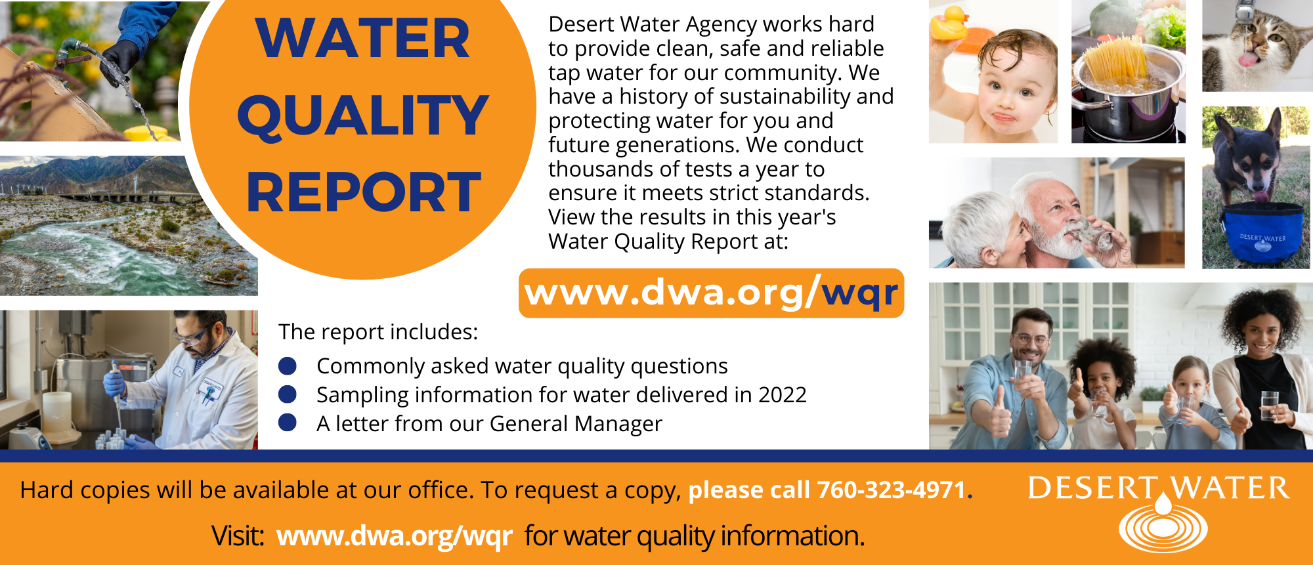 WATER
QUALITY
REPORT
Desert Water Agency works hard
to provide clean, safe and reliable
tap water for our community. We
have a history of sustainability and
protecting water for you and
future generations. We conduct
thousands of tests a year to
ensure it meets strict standards.
View the results in this year's
Water Quality Report at:
www.dwa.org/wqr
The report includes:
Commonly asked water quality questions
Sampling information for water delivered in 2022
A letter from our General Manager
DESERT WATER
Hard copies will be available at our office. To request a copy, please call 760-323-4971.
Visit: www.dwa.org/wqr for water quality information.
DESERT WATER